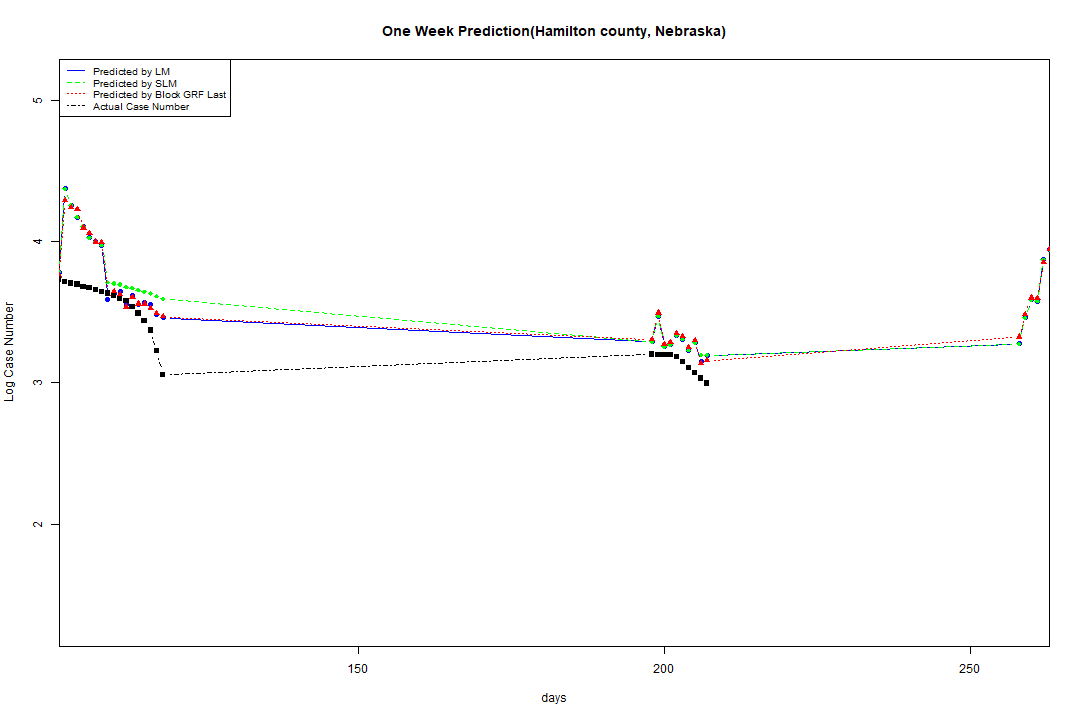 One Week Prediction(Hamilton county, Nebraska)
Predicted by LM
Predicted by SLM
Predicted by Block GRF Last
Actual Case Number
5
4
3
2
Log Case Number
150
200
250
days